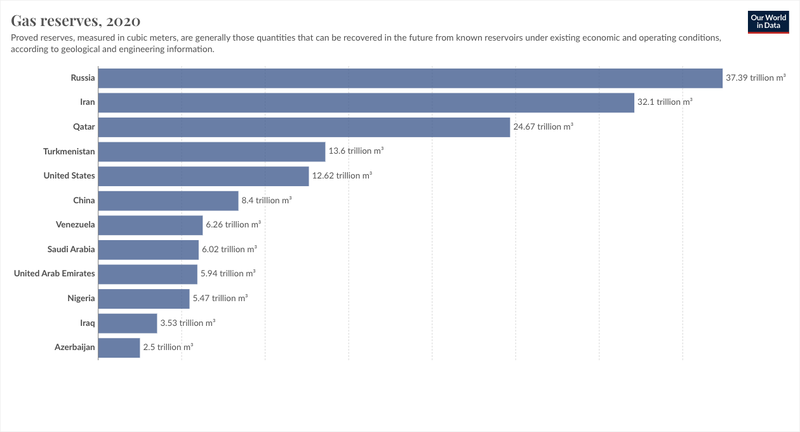 Gas reserves, 2020
Our World
in Data
Proved reserves, measured in cubic meters, are generally those quantities that can be recovered in the future from known reservoirs under existing economic and operating conditions,
according to geological and engineering information.
Russia 37.39 trillion m³
Iran 32.1 trillion m³
Qatar 24.67 trillion m³
Turkmenistan 13.6 trillion m³
United States 12.62 trillion m³
China 8.4 trillion m³
Venezuela 6.26 trillion m³
Saudi Arabia 6.02 trillion m³
United Arab Emirates 5.94 trillion m³
Nigeria 5.47 trillion m³
Iraq 3.53 trillion m³
Azerbaijan 2.5 trillion m³